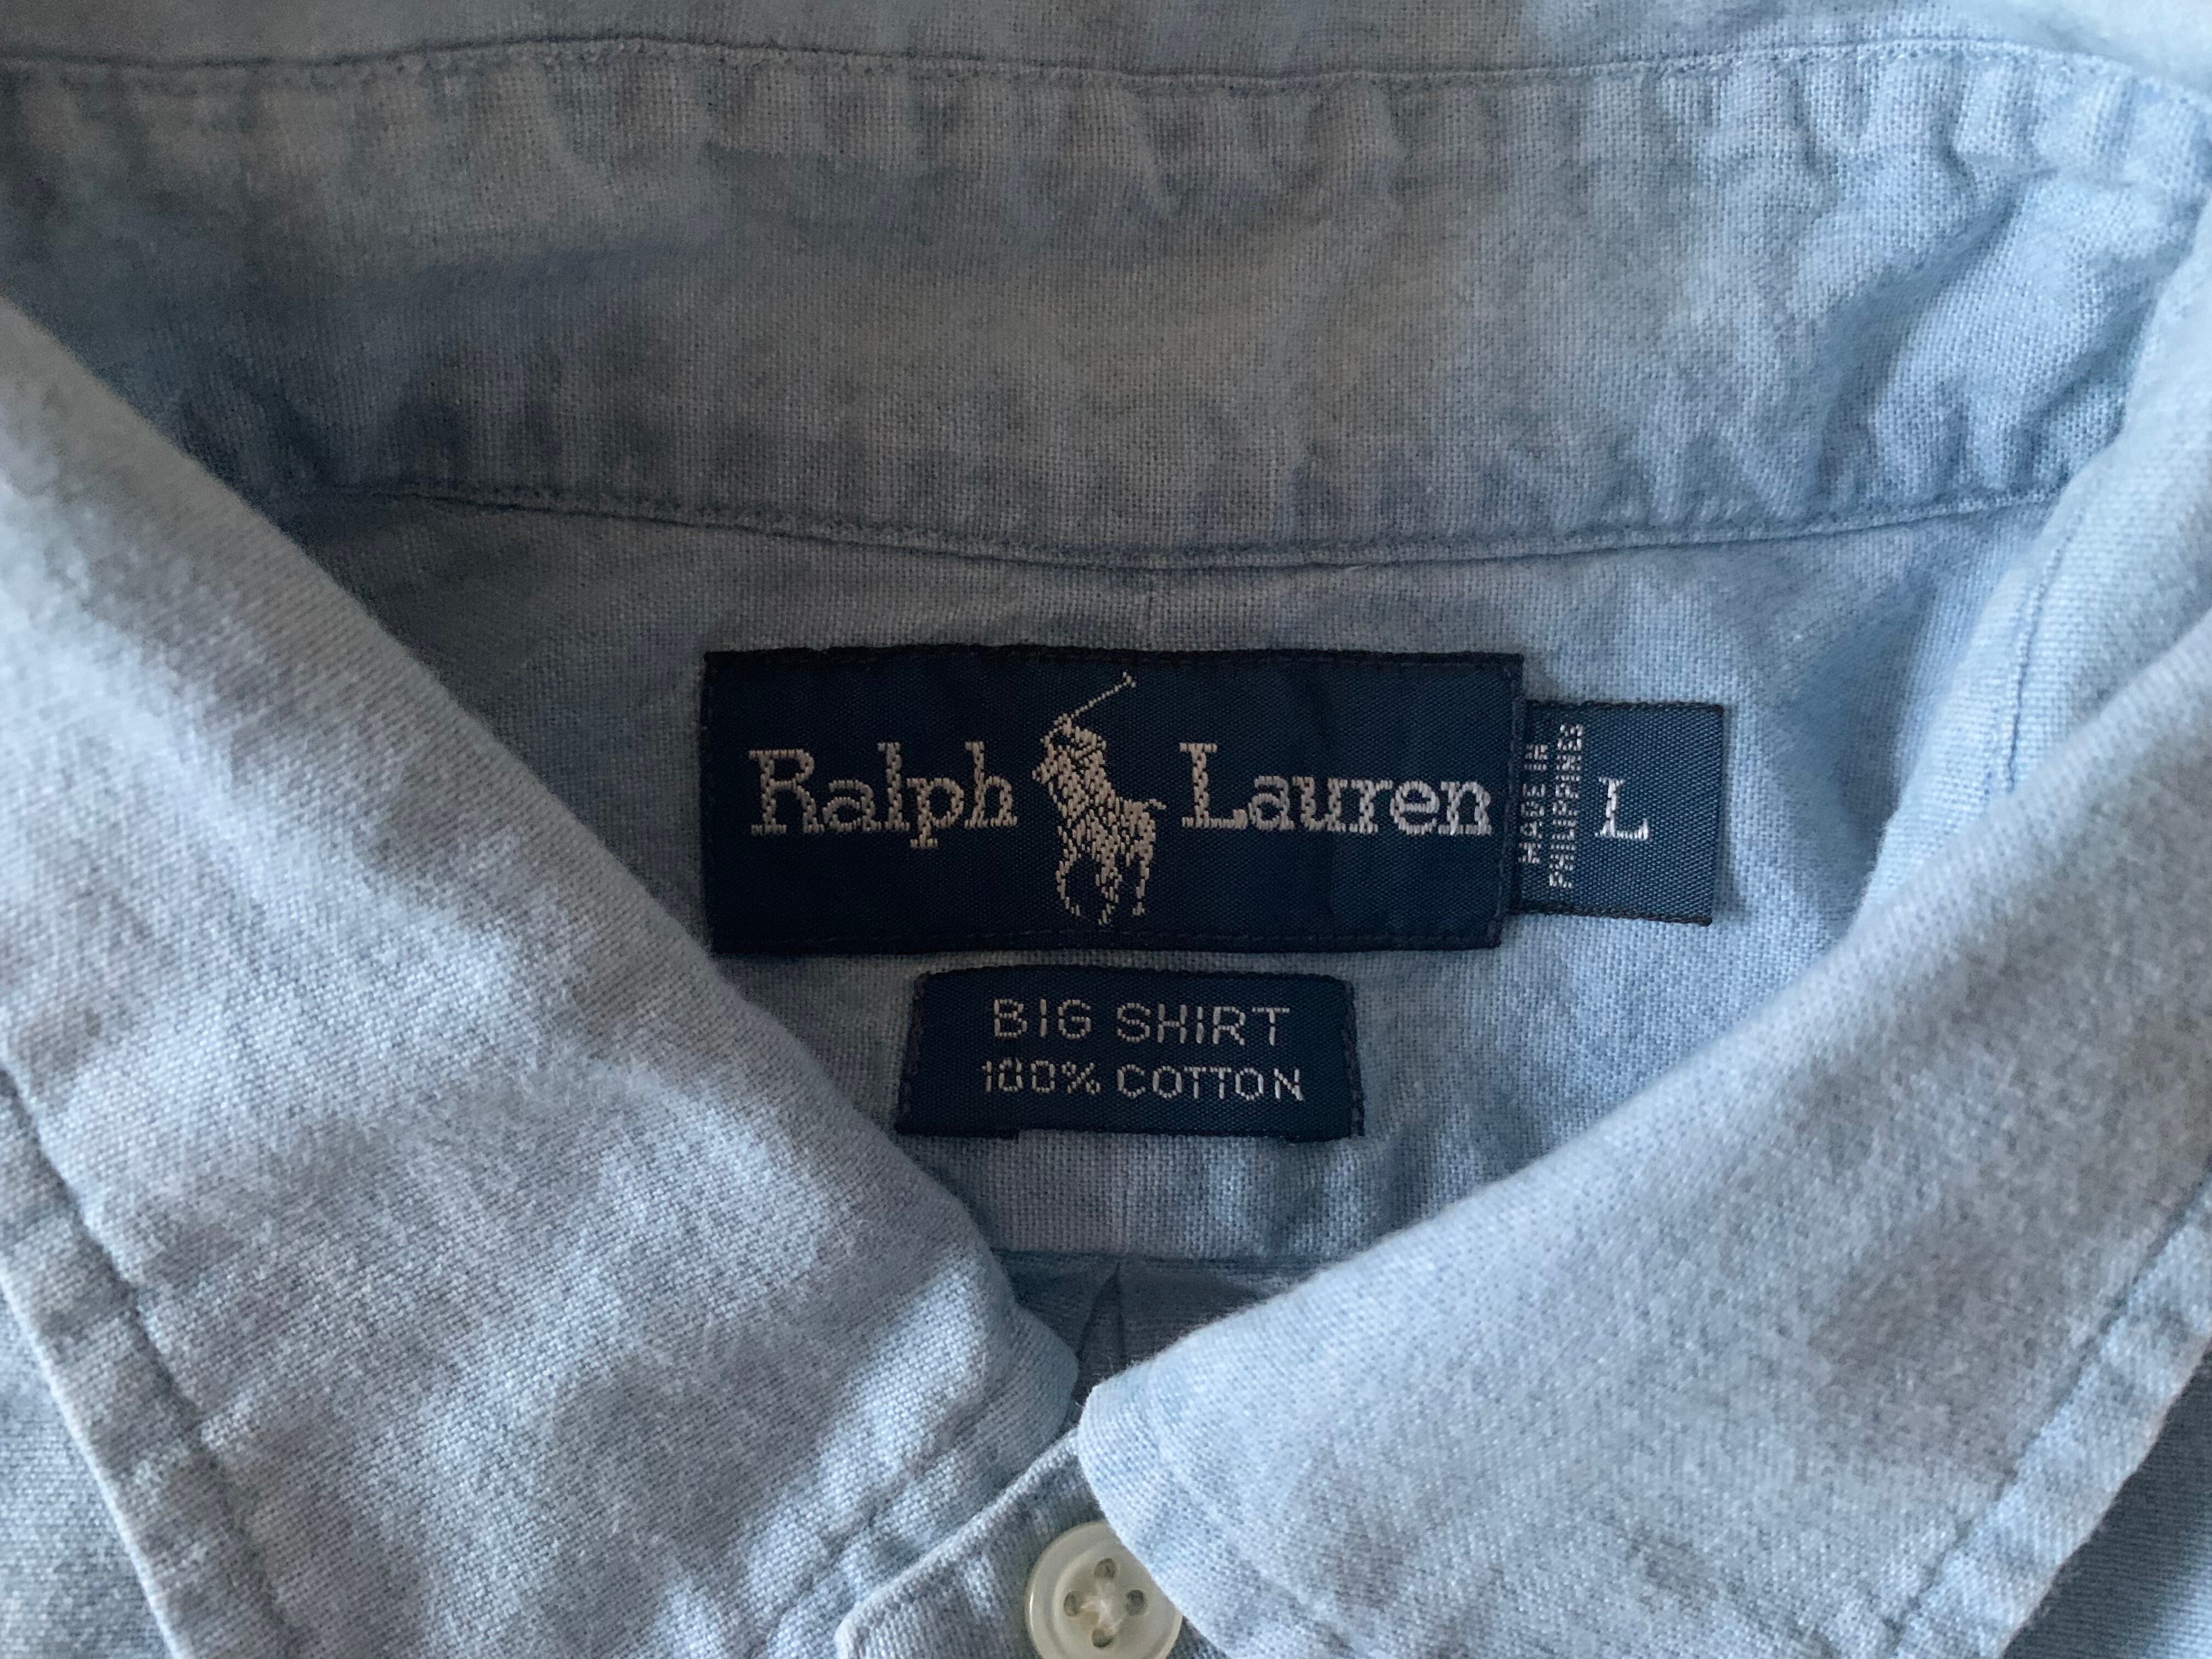 Ralph Lauren
MADE IN
PHILIPPINES
L
BIG SHIRT
100% COTTON